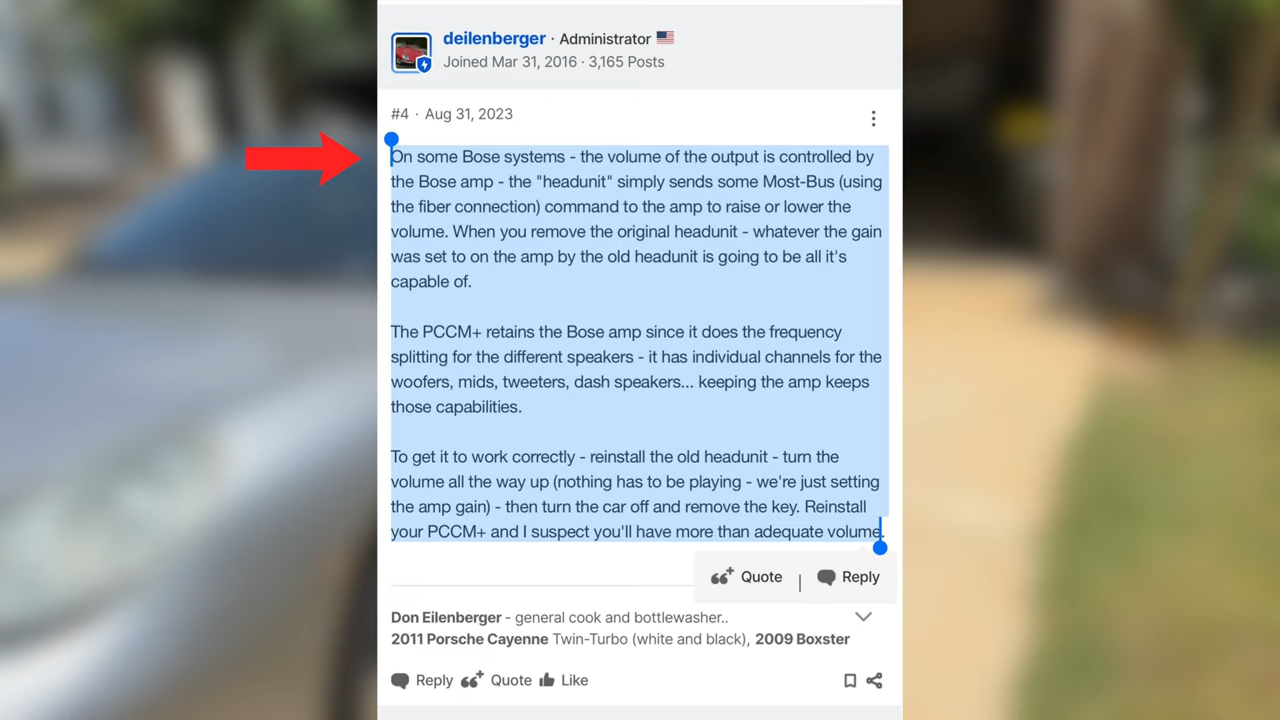 deilenberger · Administrator
Joined Mar 31, 2016 · 3,165 Posts
#4 · Aug 31, 2023
On some Bose systems - the volume of the output is controlled by
the Bose amp - the "headunit" simply sends some Most-Bus (using
the fiber connection) command to the amp to raise or lower the
volume. When you remove the original headunit - whatever the gain
was set to on the amp by the old headunit is going to be all it's
capable of.
The PCCM+ retains the Bose amp since it does the frequency
splitting for the different speakers - it has individual channels for the
woofers, mids, tweeters, dash speakers... keeping the amp keeps
those capabilities.
To get it to work correctly - reinstall the old headunit - turn the
volume all the way up (nothing has to be playing - we're just setting
the amp gain) - then turn the car off and remove the key. Reinstall
your PCCM+ and I suspect you'll have more than adequate volume.
Quote | Reply
Don Eilenberger - general cook and bottlewasher..
2011 Porsche Cayenne Twin-Turbo (white and black), 2009 Boxster
Reply Quote Like